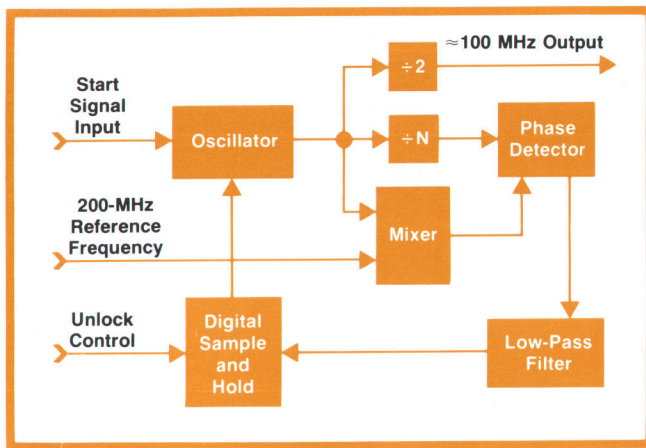 ≈100 MHz Output
÷2
Start
Signal
Input
Oscillator
÷N
Phase
Detector
200-MHz
Reference
Frequency
Mixer
Unlock
Control
Digital
Sample
and
Hold
Low-Pass
Filter